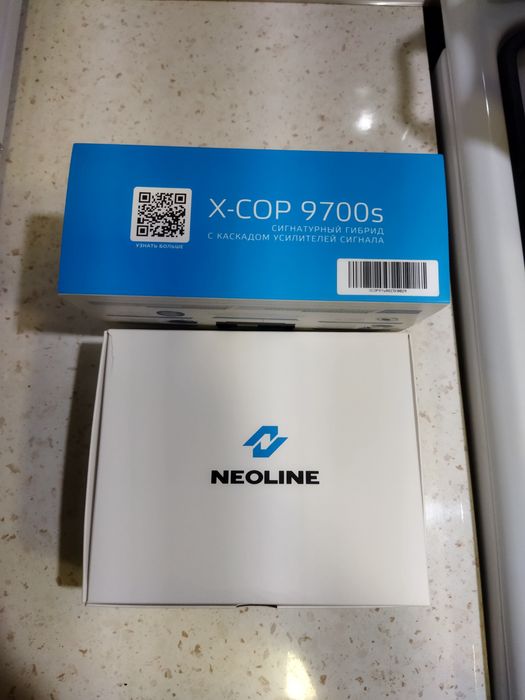 X-COP 9700s
СИГНАТУРНЫЙ ГИБРИД
С КАСКАДОМ УСИЛИТЕЛЕЙ СИГНАЛА
УЗНАТЬ БОЛЬШЕ
NEOLINE